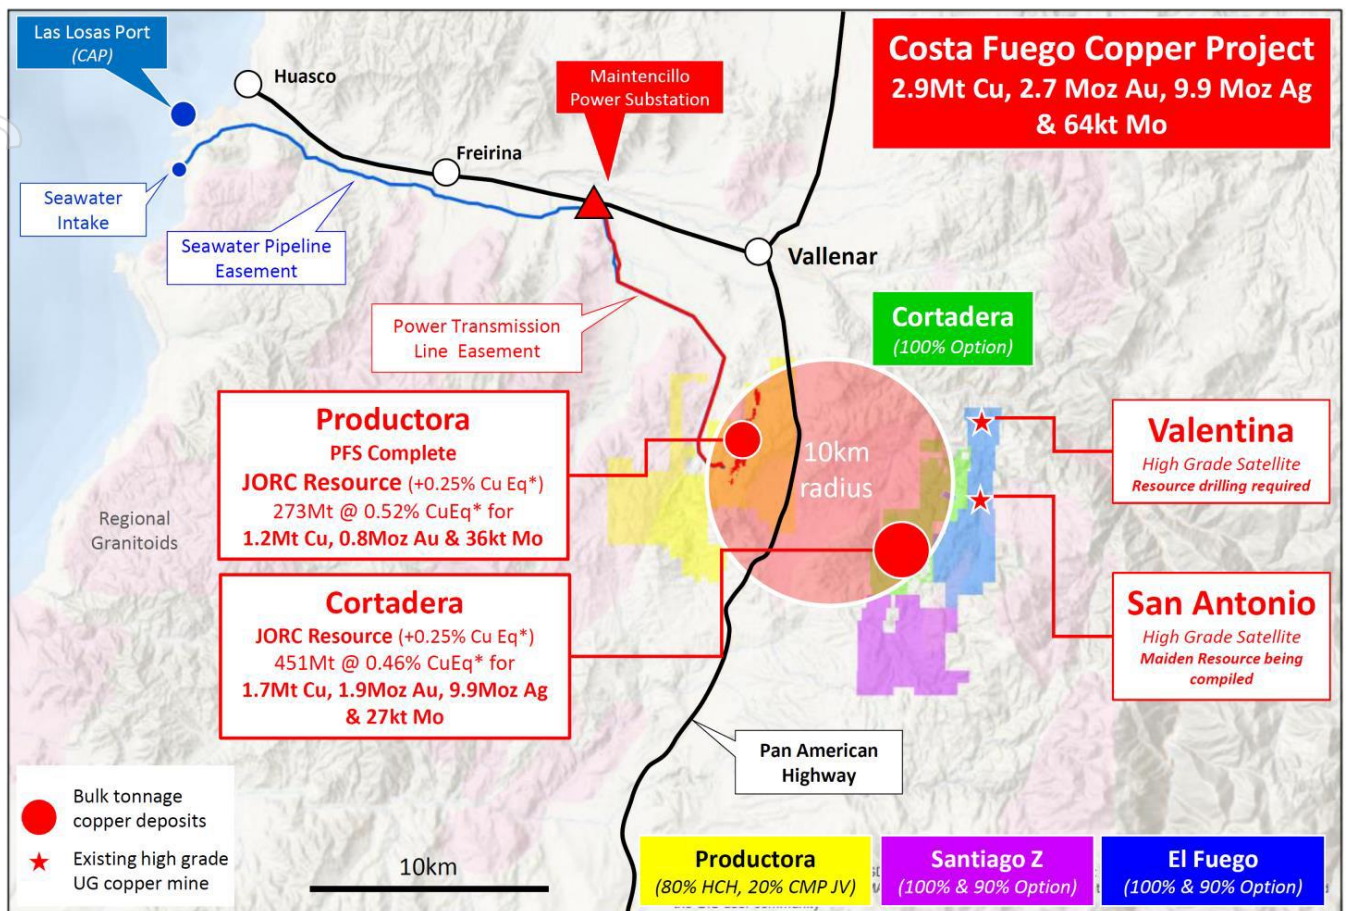 Las Losas Port
(CAP)
Huasco
Maintencillo
Power Substation
Costa Fuego Copper Project
2.9Mt Cu, 2.7 Moz Au, 9.9 Moz Ag
& 64kt Mo
Freirina
Seawater
Intake
Seawater Pipeline
Easement
Vallenar
Power Transmission
Line Easement
Cortadera
(100% Option)
Productora
PFS Complete
JORC Resource (+0.25% Cu Eq*)
273Mt @ 0.52% CuEq* for
1.2Mt Cu, 0.8Moz Au & 36kt Mo
10km
radius
Valentina
High Grade Satellite
Resource drilling required
Regional
Granitoids
Cortadera
JORC Resource (+0.25% Cu Eq*)
451Mt @ 0.46% CuEq* for
1.7Mt Cu, 1.9Moz Au, 9.9Moz Ag
& 27kt Mo
San Antonio
High Grade Satellite
Maiden Resource being
compiled
Pan American
Highway
Bulk tonnage
copper deposits
Existing high grade
UG copper mine
10km
Productora
(80% HCH, 20% CMP JV)
Santiago Z
(100% & 90% Option)
El Fuego
(100% & 90% Option)